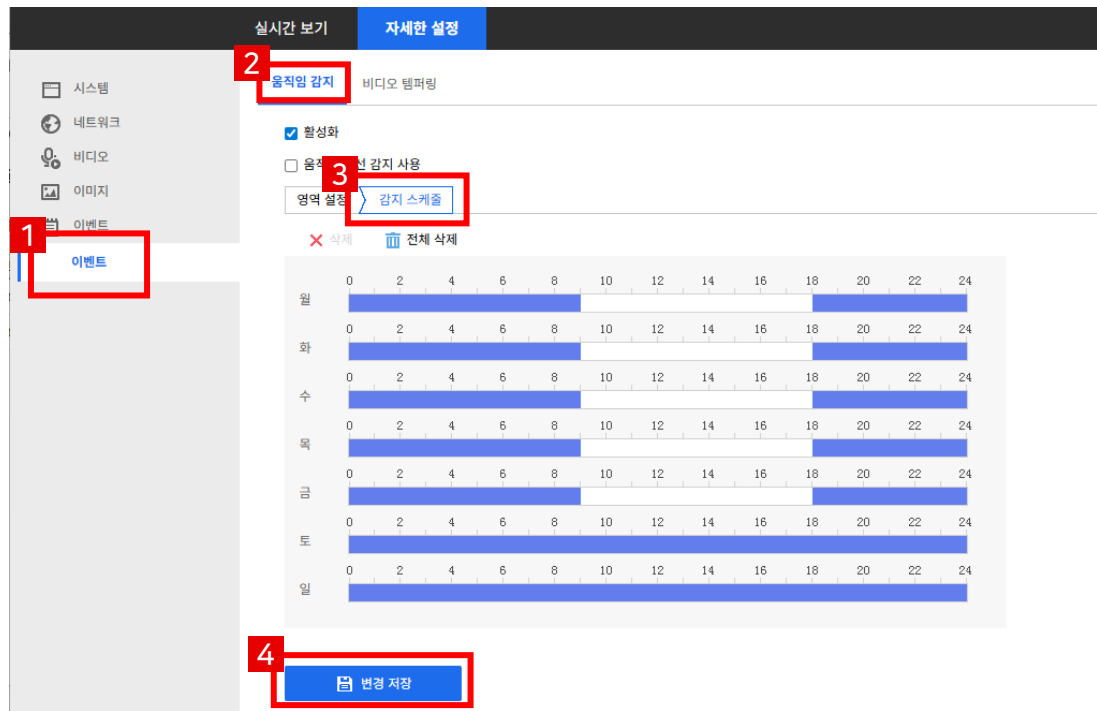 실시간 보기 자세한 설정
2
움직임 감지 비디오 템퍼링
시스템
네트워크
비디오
이미지
이벤트
1
이벤트
활성화
선 감지 사용
3
영역 설정 감지 스케줄
삭제 전체 삭제
0 2 4 6 8 10 12 14 16 18 20 22 24
월
0 2 4 6 8 10 12 14 16 18 20 22 24
화
0 2 4 6 8 10 12 14 16 18 20 22 24
수
0 2 4 6 8 10 12 14 16 18 20 22 24
목
0 2 4 6 8 10 12 14 16 18 20 22 24
금
0 2 4 6 8 10 12 14 16 18 20 22 24
토
0 2 4 6 8 10 12 14 16 18 20 22 24
일
4
변경 저장